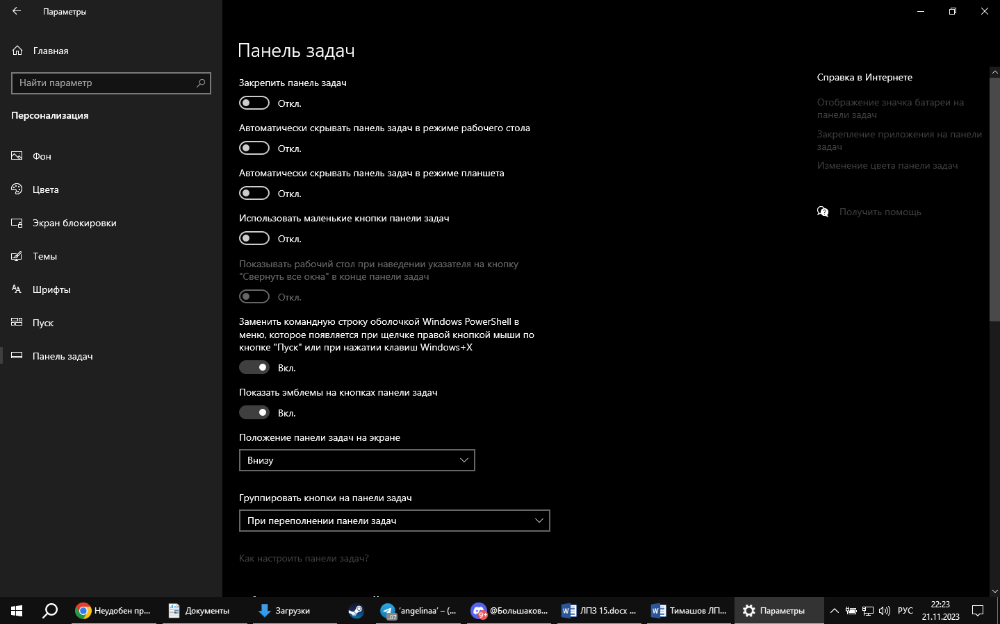 Параметры
Главная
Найти параметр
Персонализация
Фон
Цвета
Экран блокировки
Темы
Шрифты
Пуск
Панель задач
Панель задач
Закрепить панель задач
Откл.
Автоматически скрывать панель задач в режиме рабочего стола
Откл.
Автоматически скрывать панель задач в режиме планшета
Откл.
Использовать маленькие кнопки панели задач
Откл.
Показывать рабочий стол при наведении указателя на кнопку
"Свернуть все окна" в конце панели задач
Откл.
Заменить командную строку оболочкой Windows PowerShell в
меню, которое появляется при щелчке правой кнопкой мыши по
кнопке "Пуск" или при нажатии клавиш Windows+X
Вкл.
Показать эмблемы на кнопках панели задач
Вкл.
Положение панели задач на экране
Внизу
Группировать кнопки на панели задач
При переполнении панели задач
Как настроить панели задач?
Справка в Интернете
Отображение значка батареи на
панели задач
Закрепление приложения на панели
задач
Изменение цвета панели задач
Получить помощь
Неудобен пр...
Документы
Загрузки
07
'angelinaa' – (...
9+
@Большаков...
ЛПЗ 15.docx ...
Тимашов ЛП...
Параметры
РУС
22:23
21.11.2023